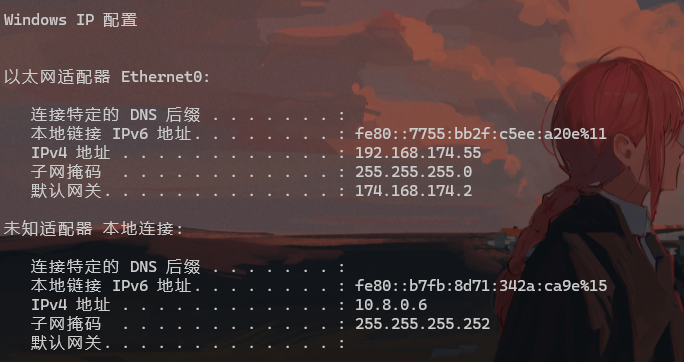 Windows IP 配置
以太网适配器 Ethernet0:
连接特定的 DNS 后缀 . . . . . . . :
本地链接 IPv6 地址. . . . . . . . : fe80::7755:bb2f:c5ee:a20e%11
IPv4 地址 . . . . . . . . . . . . : 192.168.174.55
子网掩码 . . . . . . . . . . . . : 255.255.255.0
默认网关. . . . . . . . . . . . . : 174.168.174.2
未知适配器 本地连接:
连接特定的 DNS 后缀 . . . . . . . :
本地链接 IPv6 地址. . . . . . . . : fe80::b7fb:8d71:342a:ca9e%15
IPv4 地址 . . . . . . . . . . . . : 10.8.0.6
子网掩码 . . . . . . . . . . . . : 255.255.255.252
默认网关. . . . . . . . . . . . . :